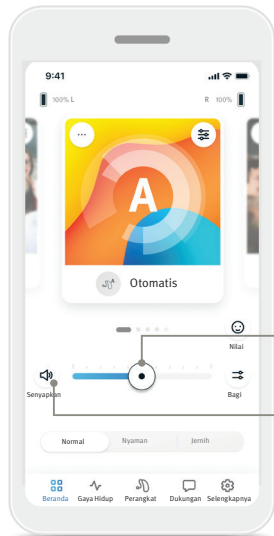 9:41
100% L
R 100%
A
Otomatis
Nilai
Senyapkan
Bagi
Normal Nyaman Jernih
Beranda Gaya Hidup Perangkat Dukungan Selengkapnya